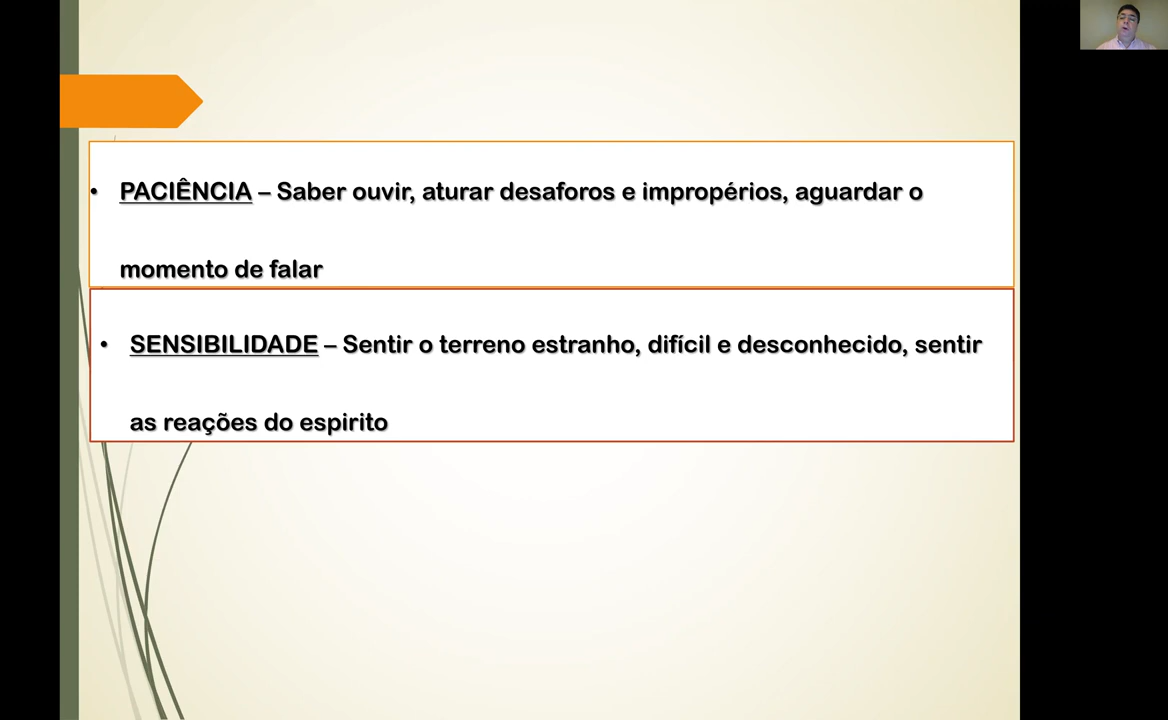 • PACIÊNCIA – Saber ouvir, aturar desaforos e impropérios, aguardar o
momento de falar
• SENSIBILIDADE – Sentir o terreno estranho, difícil e desconhecido, sentir
as reações do espirito